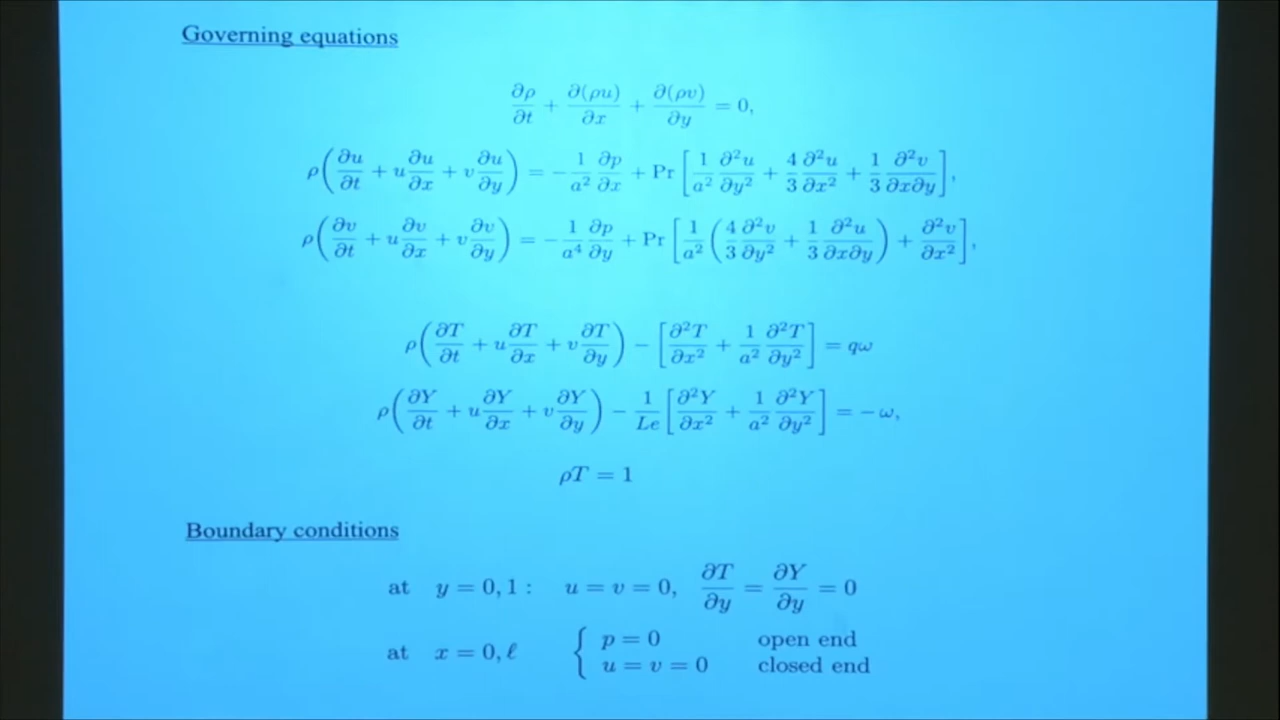 Governing equations
∂ρ/∂t + ∂(ρu)/∂x + ∂(ρv)/∂y = 0,
ρ(∂u/∂t + u ∂u/∂x + v ∂u/∂y) = −(1/a²) ∂p/∂x + Pr [(1/a²) ∂²u/∂y² + (4/3) ∂²u/∂x² + (1/3) ∂²v/∂x∂y],
ρ(∂v/∂t + u ∂v/∂x + v ∂v/∂y) = −(1/a⁴) ∂p/∂y + Pr [(1/a²) ((4/3) ∂²v/∂y² + (1/3) ∂²u/∂x∂y) + ∂²v/∂x²],
ρ(∂T/∂t + u ∂T/∂x + v ∂T/∂y) − [∂²T/∂x² + (1/a²) ∂²T/∂y²] = qω
ρ(∂Y/∂t + u ∂Y/∂x + v ∂Y/∂y) − (1/Le) [∂²Y/∂x² + (1/a²) ∂²Y/∂y²] = −ω,
ρT = 1
Boundary conditions
at y = 0, 1 : u = v = 0, ∂T/∂y = ∂Y/∂y = 0
at x = 0, ℓ { p = 0 open end
u = v = 0 closed end